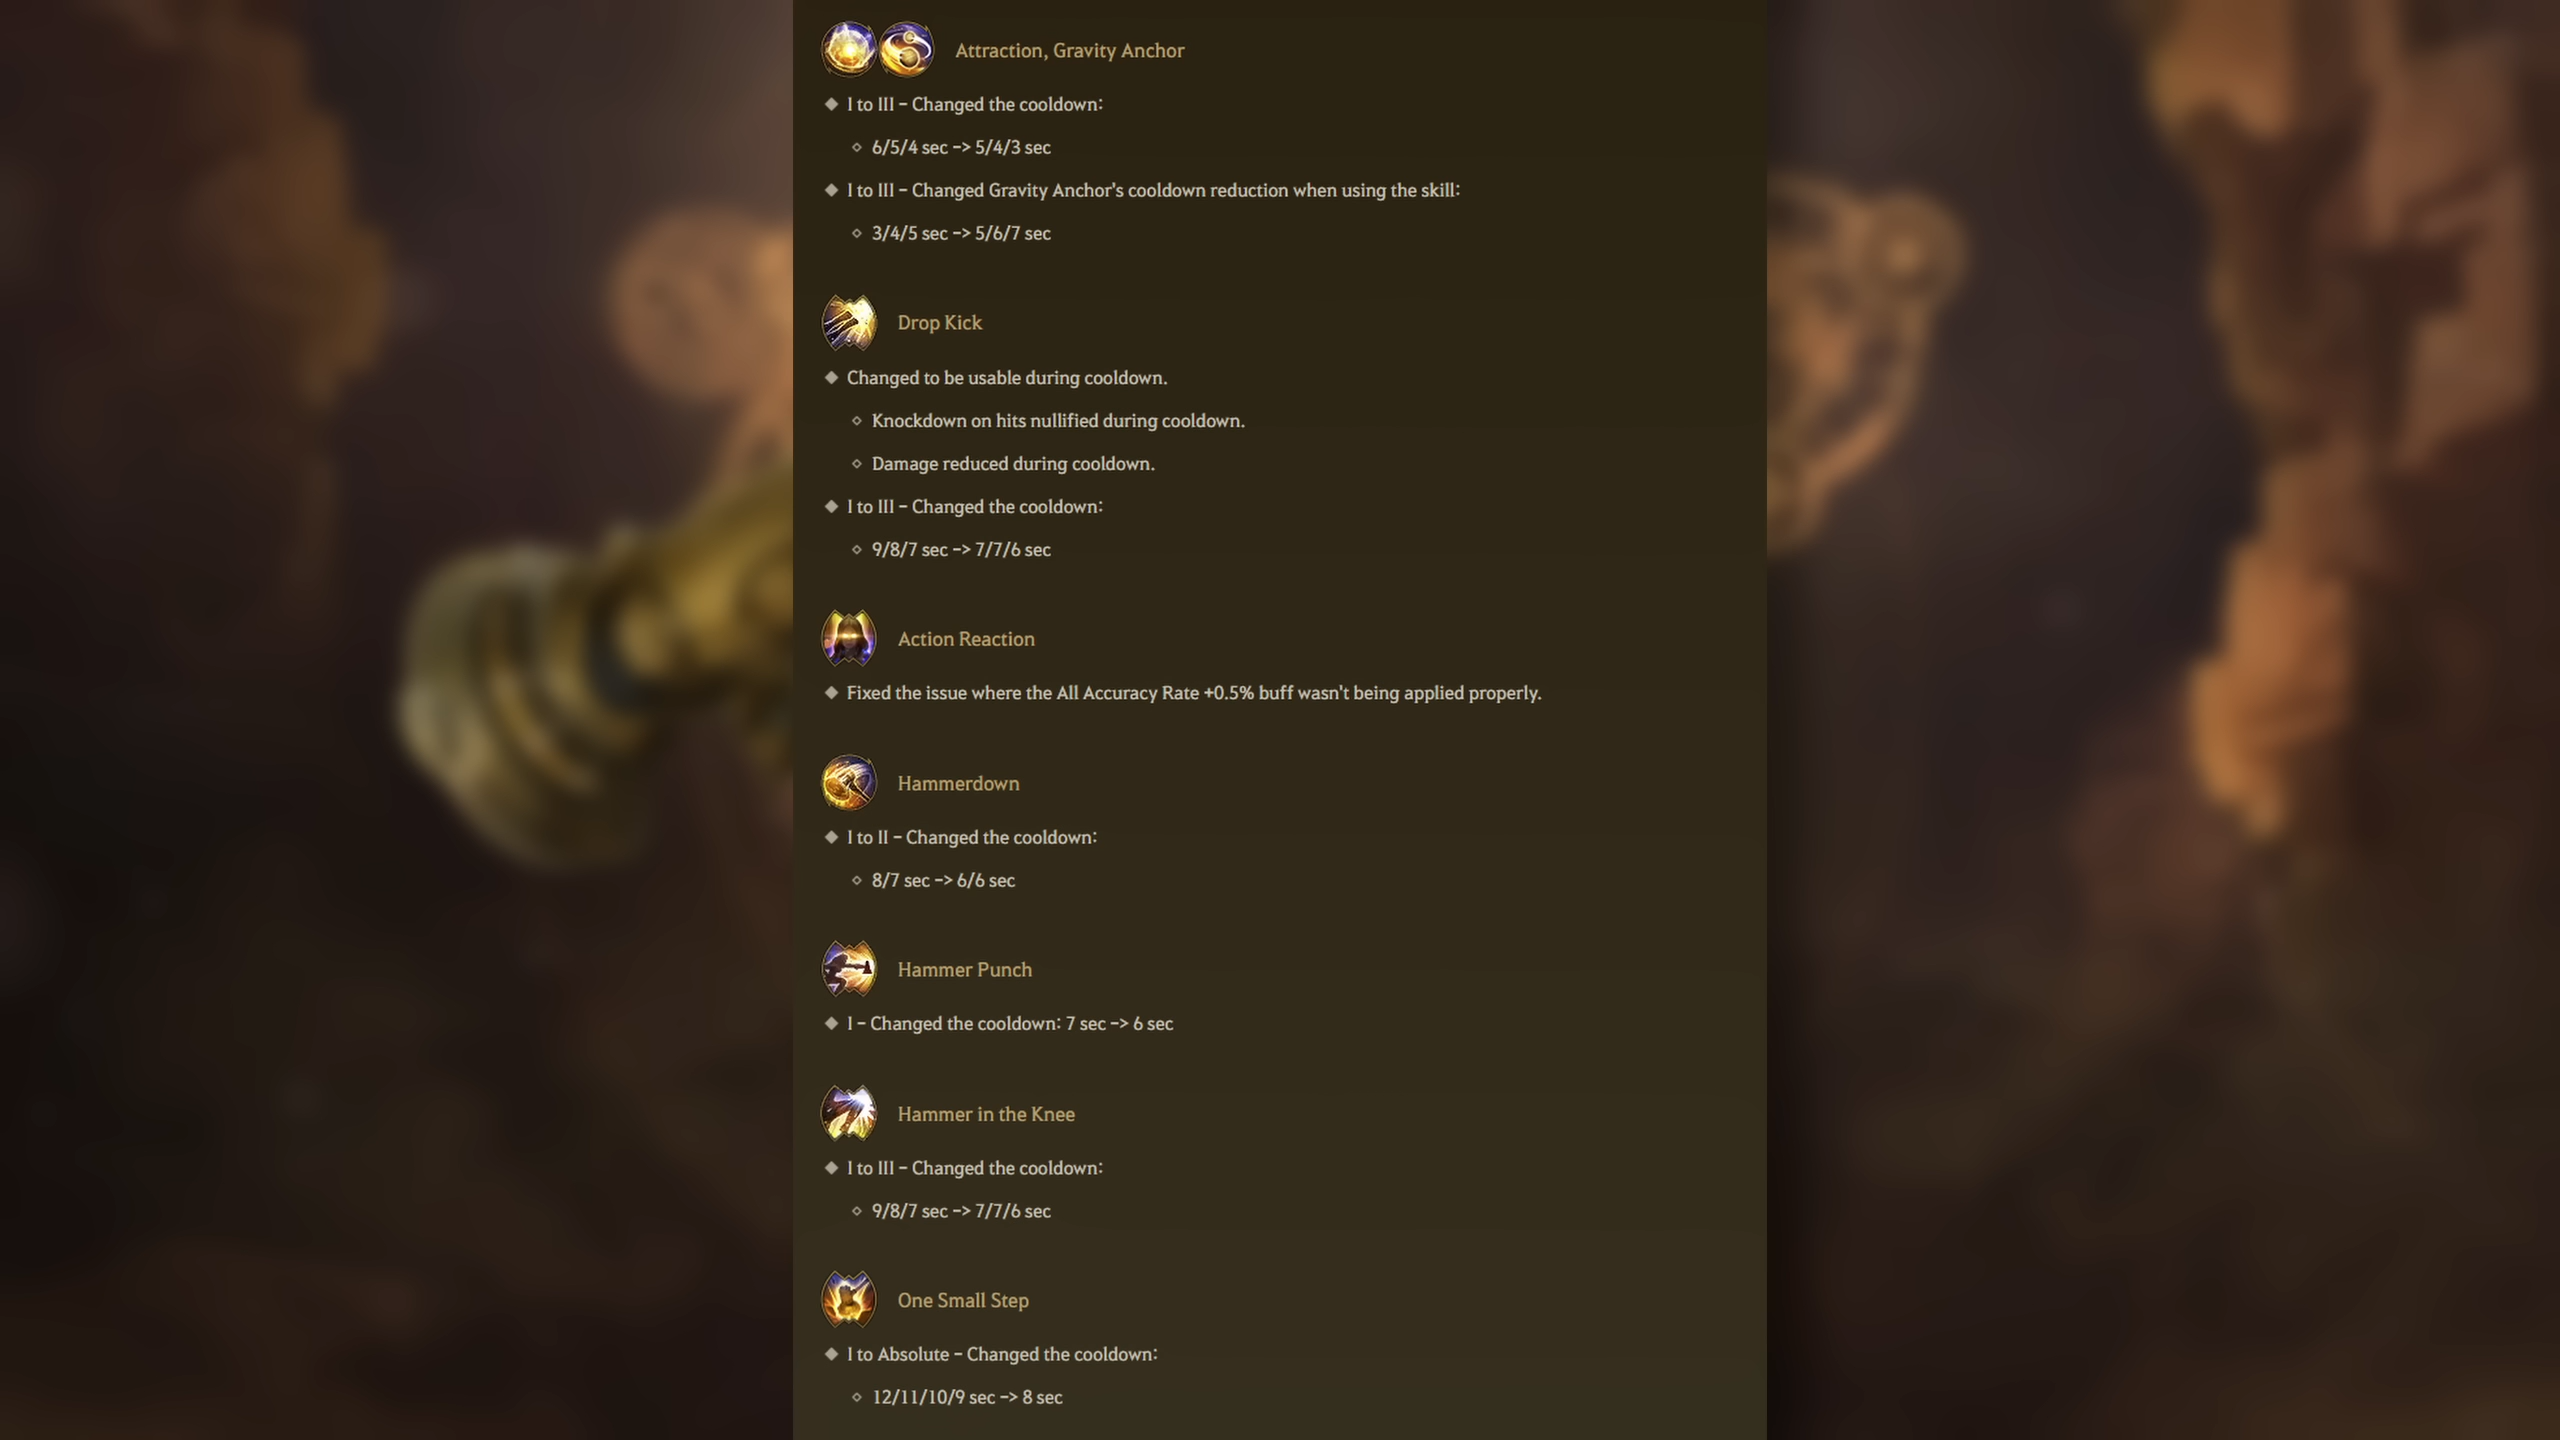 Attraction, Gravity Anchor
◆ I to III - Changed the cooldown:
◇ 6/5/4 sec -> 5/4/3 sec
◆ I to III - Changed Gravity Anchor's cooldown reduction when using the skill:
◇ 3/4/5 sec -> 5/6/7 sec
Drop Kick
◆ Changed to be usable during cooldown.
◇ Knockdown on hits nullified during cooldown.
◇ Damage reduced during cooldown.
◆ I to III - Changed the cooldown:
◇ 9/8/7 sec -> 7/7/6 sec
Action Reaction
◆ Fixed the issue where the All Accuracy Rate +0.5% buff wasn't being applied properly.
Hammerdown
◆ I to II - Changed the cooldown:
◇ 8/7 sec -> 6/6 sec
Hammer Punch
◆ I - Changed the cooldown: 7 sec -> 6 sec
Hammer in the Knee
◆ I to III - Changed the cooldown:
◇ 9/8/7 sec -> 7/7/6 sec
One Small Step
◆ I to Absolute - Changed the cooldown:
◇ 12/11/10/9 sec -> 8 sec